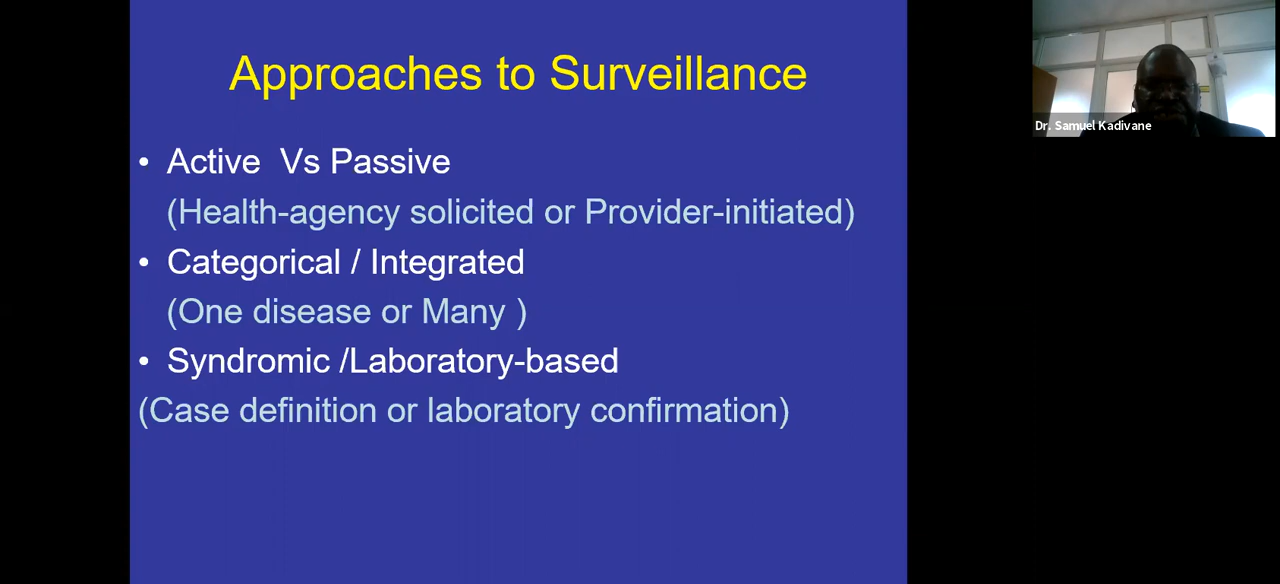 Approaches to Surveillance
• Active  Vs Passive
(Health-agency solicited or Provider-initiated)
• Categorical / Integrated
(One disease or Many )
• Syndromic /Laboratory-based
(Case definition or laboratory confirmation)
Dr. Samuel Kadivane